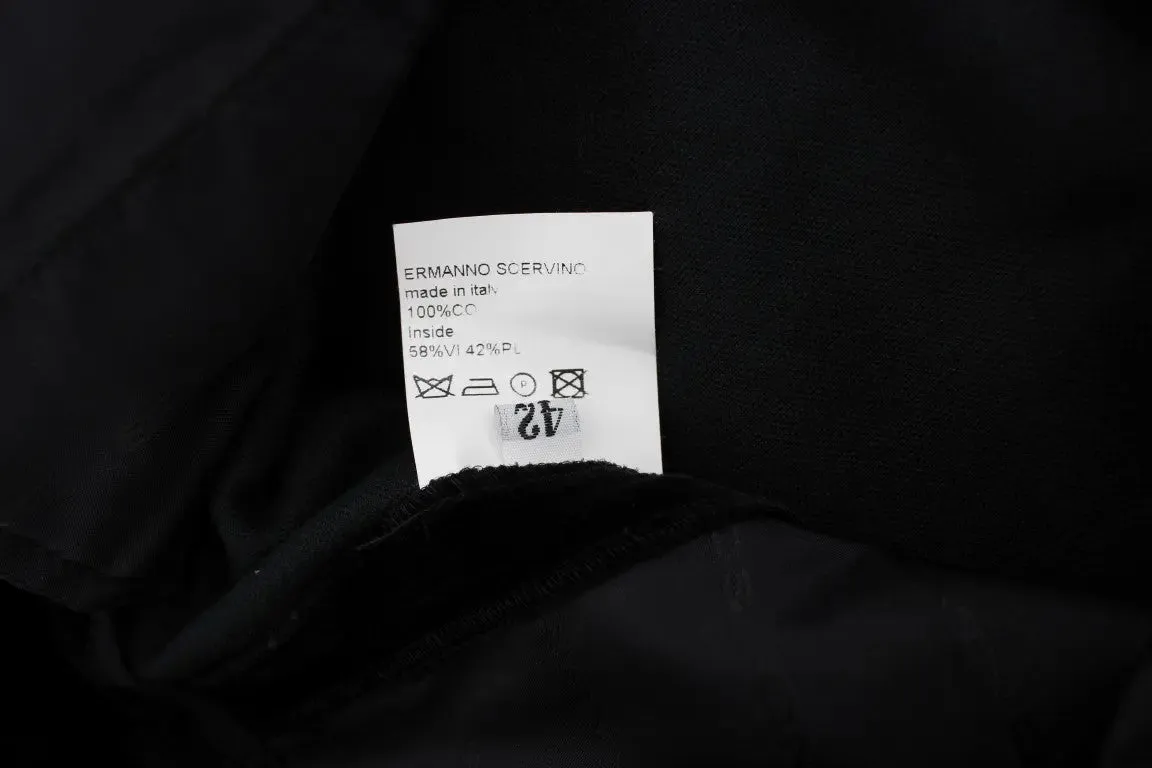 ERMANNO SCERVINO
made in italy
100%CO
Inside
58%VI 42%PL
P
42